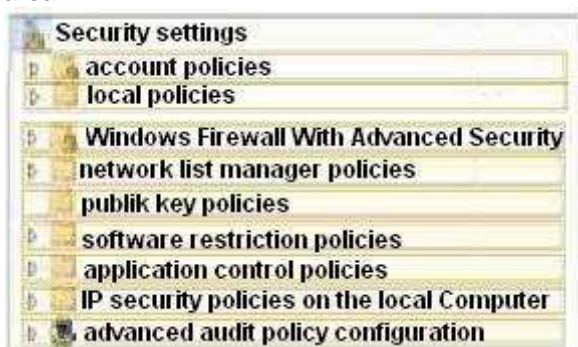 Security settings
account policies
local policies
Windows Firewall With Advanced Security
network list manager policies
publik key policies
software restriction policies
application control policies
IP security policies on the local Computer
advanced audit policy configuration